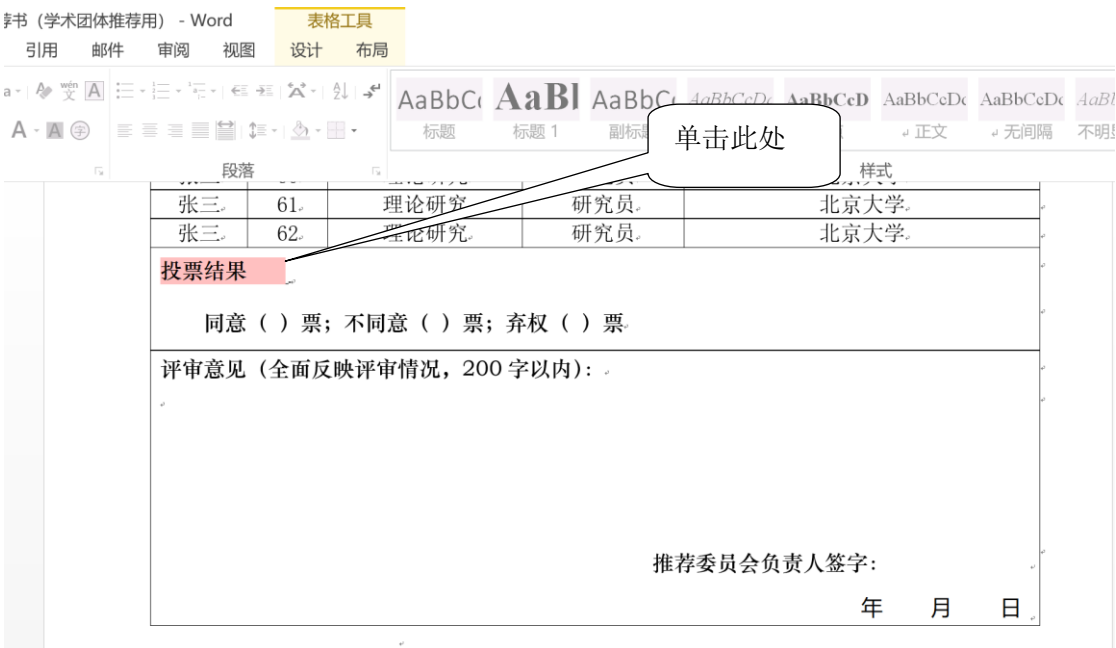 荐书（学术团体推荐用） - Word 表格工具
引用 邮件 审阅 视图 设计 布局
AaBbC AaBl AaBbC AaBbCcDc AaBbCcD AaBbCcDc AaBbCcDc AaBb
标题 标题 1 副标 正文 无间隔 不明显
单击此处
段落 样式
张三 61 理论研究 研究员 北京大学
张三 62 理论研究 研究员 北京大学
投票结果
同意（ ）票；不同意（ ）票；弃权（ ）票
评审意见（全面反映评审情况，200 字以内）：
推荐委员会负责人签字：
年 月 日